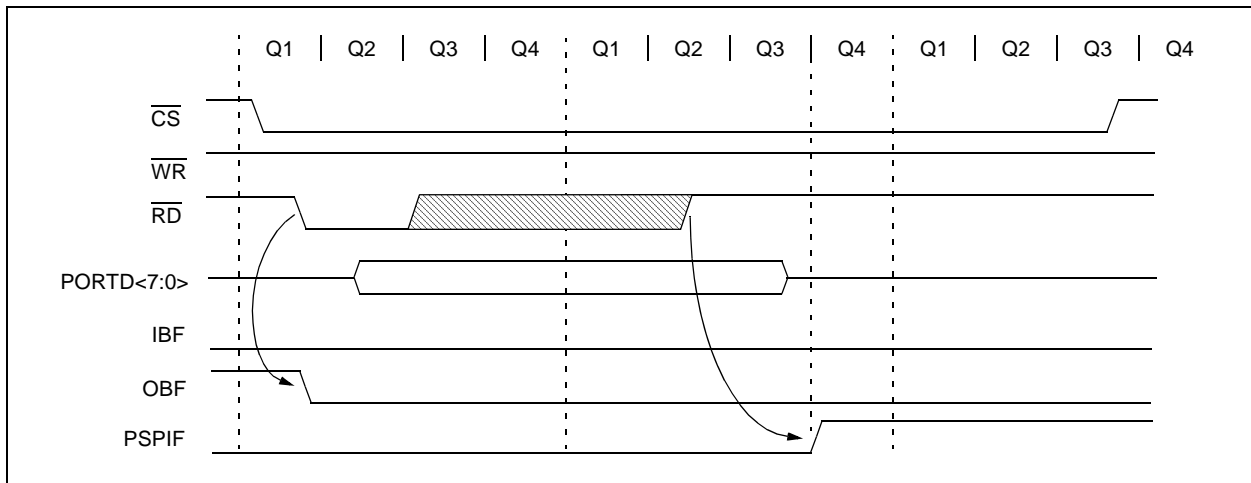 Q1 | Q2 | Q3 | Q4 | Q1 | Q2 | Q3 | Q4 | Q1 | Q2 | Q3 | Q4
CS
WR
RD
PORTD<7:0>
IBF
OBF
PSPIF